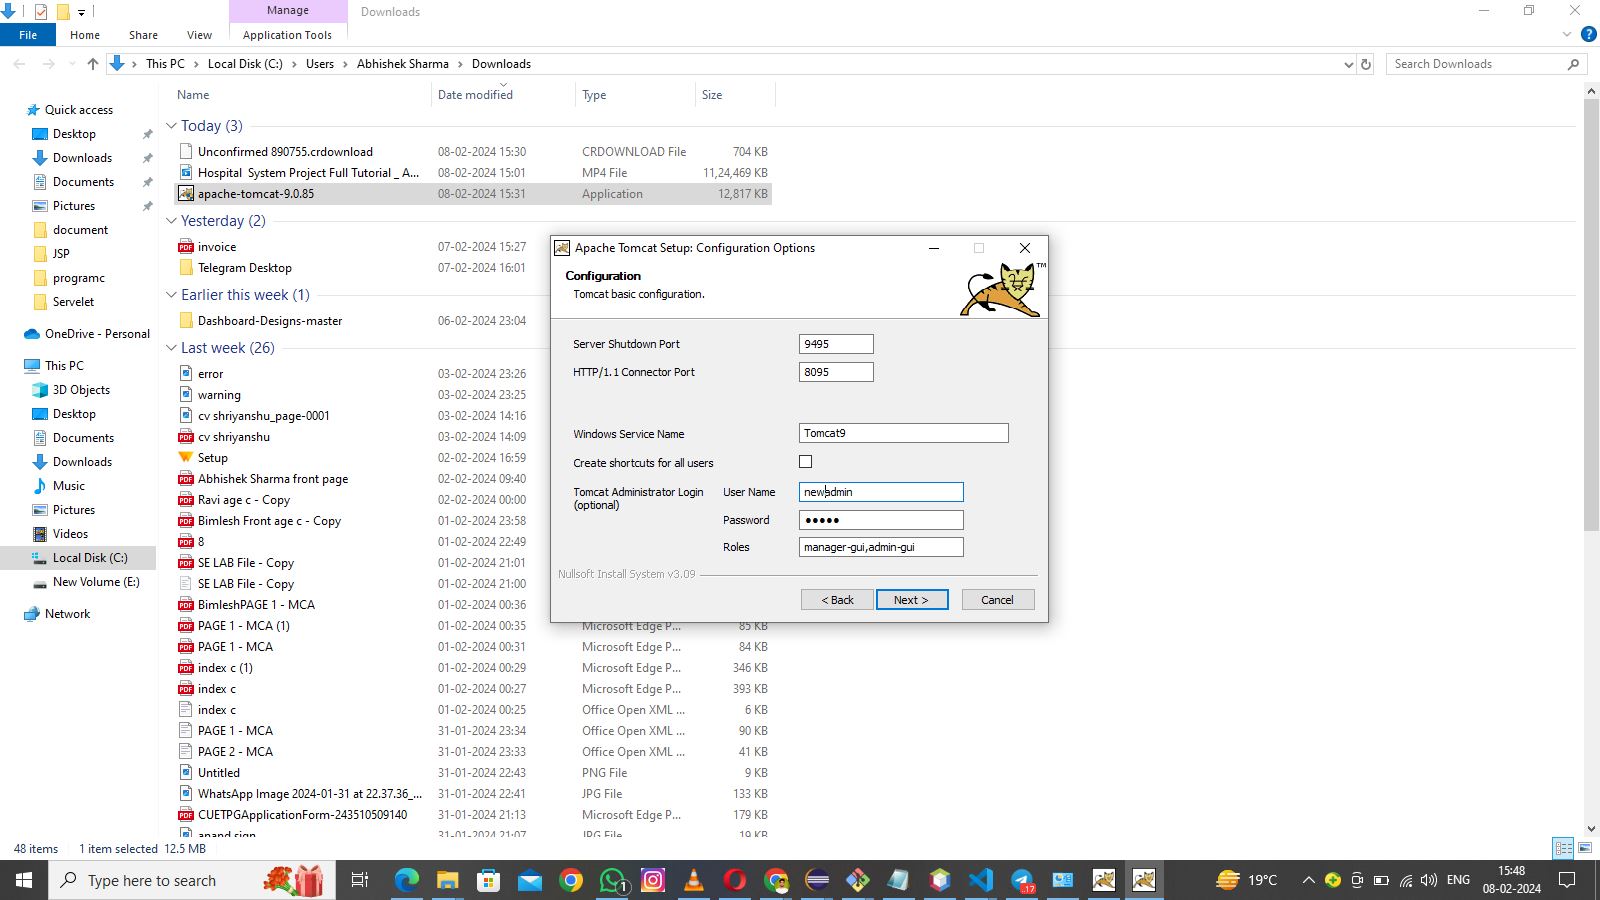 Manage
Downloads
File
Home
Share
View
Application Tools
This PC
Local Disk (C:)
Users
Abhishek Sharma
Downloads
Search Downloads
Name
Date modified
Type
Size
Quick access
Desktop
Downloads
Documents
Pictures
document
JSP
programc
Servelet
OneDrive - Personal
This PC
3D Objects
Desktop
Documents
Downloads
Music
Pictures
Videos
Local Disk (C:)
New Volume (E:)
Network
Today (3)
Unconfirmed 890755.crdownload 08-02-2024 15:30 CRDOWNLOAD File 704 KB
Hospital System Project Full Tutorial _ A... 08-02-2024 15:01 MP4 File 11,24,469 KB
apache-tomcat-9.0.85 08-02-2024 15:31 Application 12,817 KB
Yesterday (2)
invoice 07-02-2024 15:27
Telegram Desktop 07-02-2024 16:01
Earlier this week (1)
Dashboard-Designs-master 06-02-2024 23:04
Last week (26)
error 03-02-2024 23:26
warning 03-02-2024 23:25
cv shriyanshu_page-0001 03-02-2024 14:16
cv shriyanshu 03-02-2024 14:09
Setup 02-02-2024 16:59
Abhishek Sharma front page 02-02-2024 09:40
Ravi age c - Copy 02-02-2024 00:00
Bimlesh Front age c - Copy 01-02-2024 23:58
8 01-02-2024 22:49
SE LAB File - Copy 01-02-2024 21:01
SE LAB File - Copy 01-02-2024 21:00
BimleshPAGE 1 - MCA 01-02-2024 00:36
PAGE 1 - MCA (1) 01-02-2024 00:35 Microsoft Edge P... 85 KB
PAGE 1 - MCA 01-02-2024 00:31 Microsoft Edge P... 84 KB
index c (1) 01-02-2024 00:29 Microsoft Edge P... 346 KB
index c 01-02-2024 00:27 Microsoft Edge P... 393 KB
index c 01-02-2024 00:25 Office Open XML ... 6 KB
PAGE 1 - MCA 31-01-2024 23:34 Office Open XML ... 90 KB
PAGE 2 - MCA 31-01-2024 23:33 Office Open XML ... 41 KB
Untitled 31-01-2024 22:43 PNG File 9 KB
WhatsApp Image 2024-01-31 at 22.37.36_... 31-01-2024 22:41 JPG File 133 KB
CUETPGApplicationForm-243510509140 31-01-2024 21:13 Microsoft Edge P... 179 KB
anand sign 31-01-2024 21:07 JPG File 19 KB
Apache Tomcat Setup: Configuration Options
Configuration
Tomcat basic configuration.
TM
Server Shutdown Port 9495
HTTP/1.1 Connector Port 8095
Windows Service Name Tomcat9
Create shortcuts for all users
Tomcat Administrator Login
(optional)
User Name newadmin
Password ●●●●●
Roles manager-gui,admin-gui
Nullsoft Install System v3.09
< Back
Next >
Cancel
48 items 1 item selected 12.5 MB
Type here to search
1
..17
19°C
ENG
15:48
08-02-2024